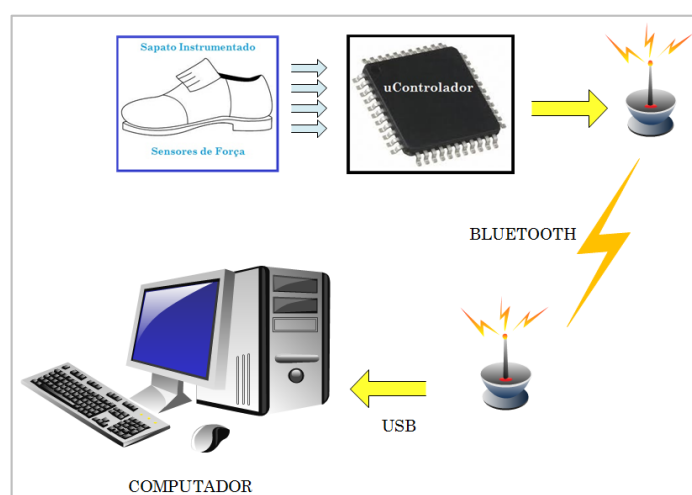 Sapato Instrumentado
uControlador
Sensores de Força
BLUETOOTH
USB
COMPUTADOR